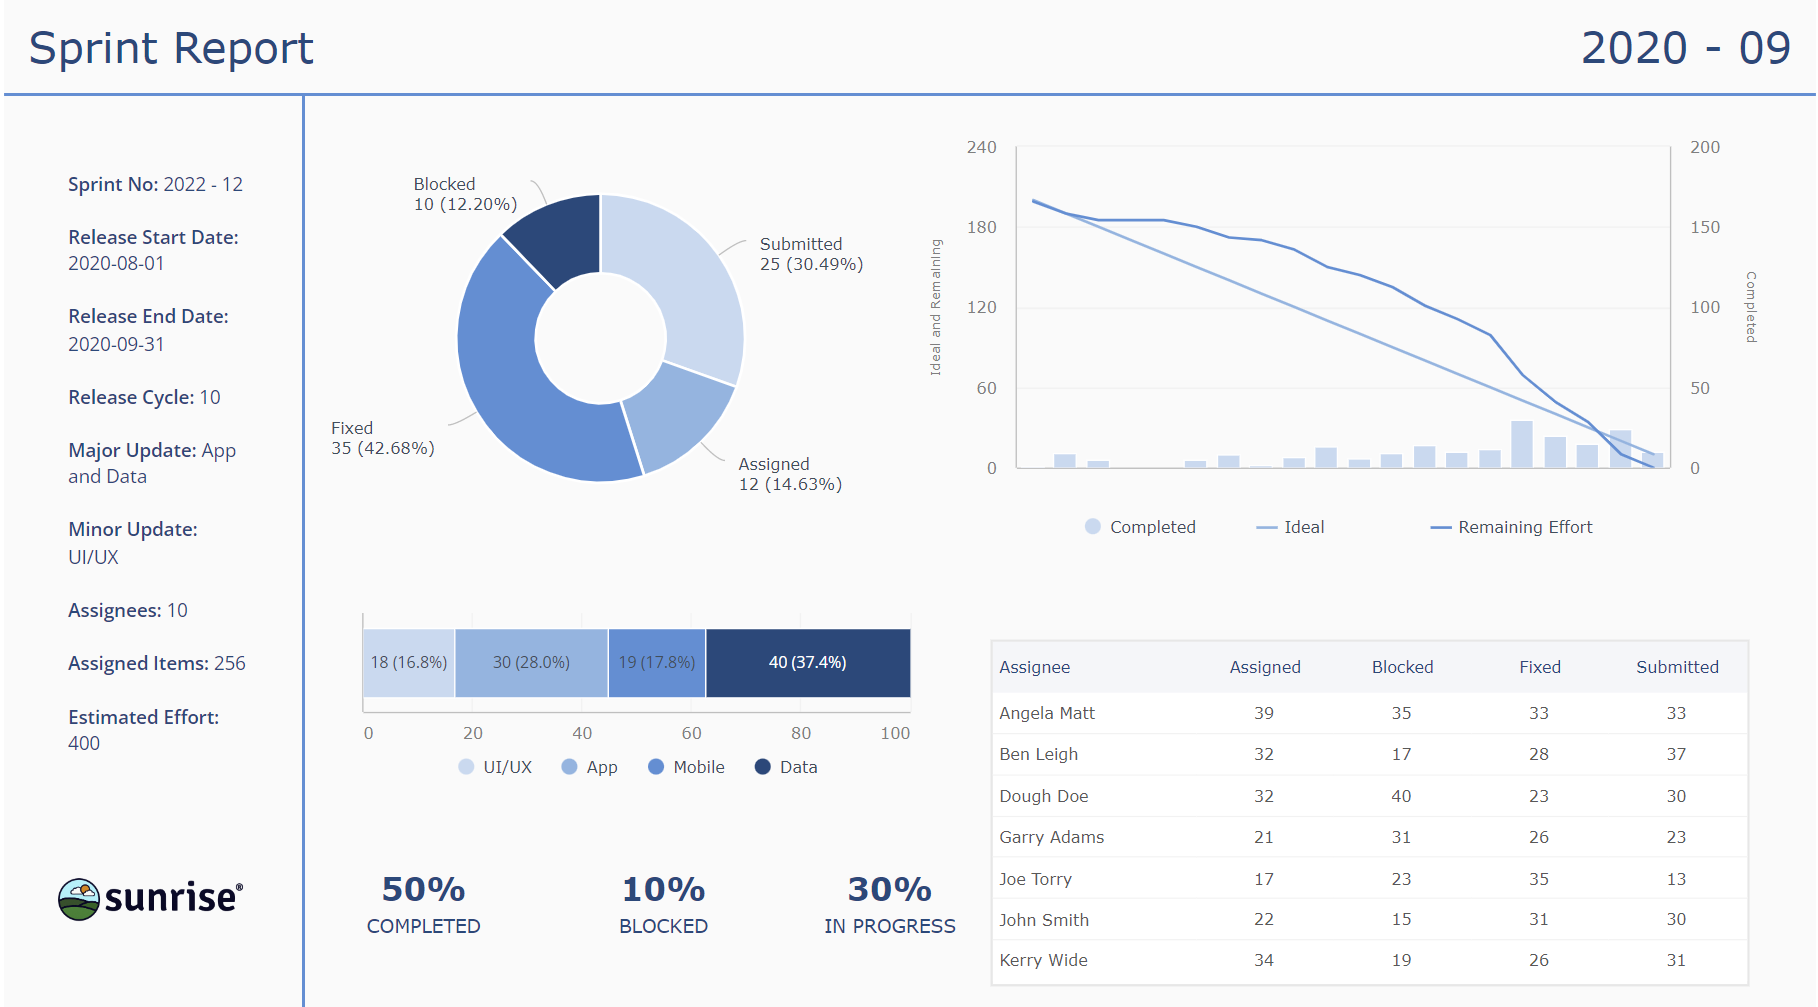 Sprint Report
2020 - 09
Sprint No: 2022 - 12
Release Start Date:
2020-08-01
Release End Date:
2020-09-31
Release Cycle: 10
Major Update: App
and Data
Minor Update:
UI/UX
Assignees: 10
Assigned Items: 256
Estimated Effort:
400
sunrise®
Blocked
10 (12.20%)
Submitted
25 (30.49%)
Fixed
35 (42.68%)
Assigned
12 (14.63%)
240
180
120
60
0
Ideal and Remaining
200
150
100
50
0
Completed
Completed Ideal Remaining Effort
18 (16.8%) 30 (28.0%) 19 (17.8%) 40 (37.4%)
0 20 40 60 80 100
UI/UX App Mobile Data
50% 10% 30%
COMPLETED BLOCKED IN PROGRESS
Assignee Assigned Blocked Fixed Submitted
Angela Matt 39 35 33 33
Ben Leigh 32 17 28 37
Dough Doe 32 40 23 30
Garry Adams 21 31 26 23
Joe Torry 17 23 35 13
John Smith 22 15 31 30
Kerry Wide 34 19 26 31